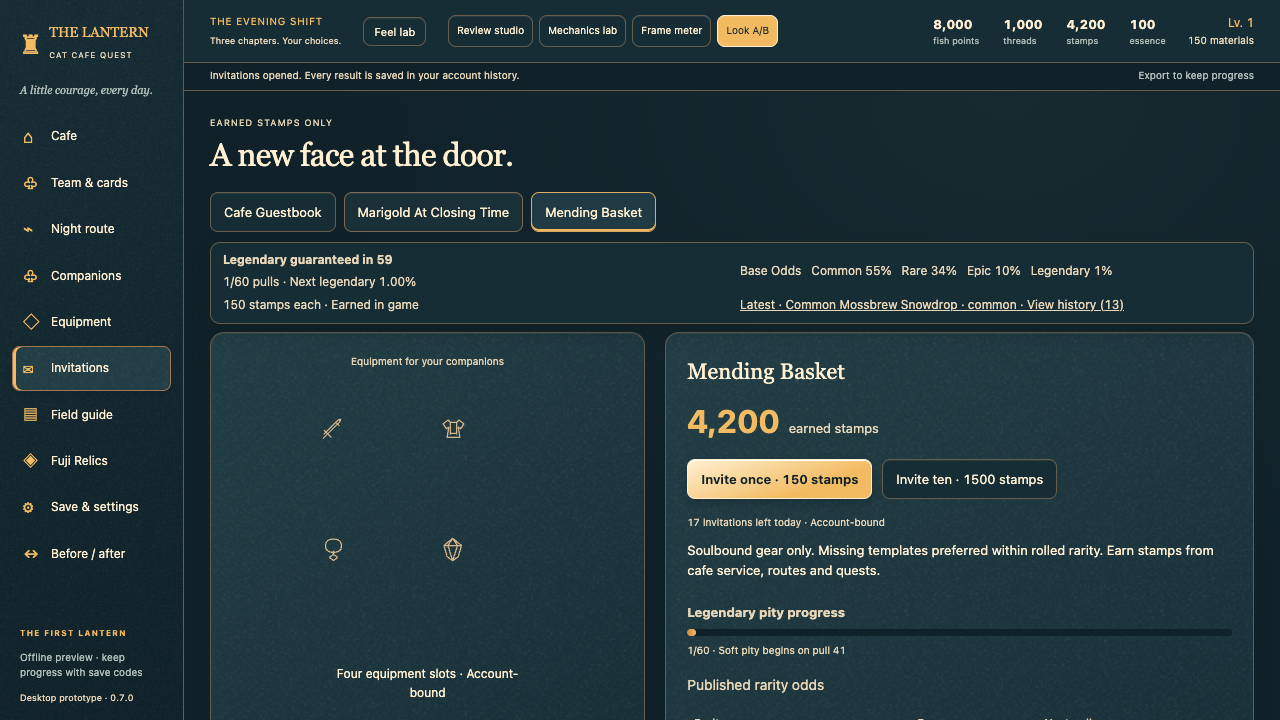 THE LANTERN
CAT CAFE QUEST
A little courage, every day.
Cafe
Team & cards
Night route
Companions
Equipment
Invitations
Field guide
Fuji Relics
Save & settings
Before / after
THE FIRST LANTERN
Offline preview · keep
progress with save codes
Desktop prototype · 0.7.0
THE EVENING SHIFT
Three chapters. Your choices.
Feel lab
Review studio
Mechanics lab
Frame meter
Look A/B
8,000
fish points
1,000
threads
4,200
stamps
100
essence
Lv. 1
150 materials
Invitations opened. Every result is saved in your account history.
Export to keep progress
EARNED STAMPS ONLY
A new face at the door.
Cafe Guestbook
Marigold At Closing Time
Mending Basket
Legendary guaranteed in 59
1/60 pulls · Next legendary 1.00%
150 stamps each · Earned in game
Base Odds Common 55% Rare 34% Epic 10% Legendary 1%
Latest · Common Mossbrew Snowdrop · common · View history (13)
Equipment for your companions
Four equipment slots · Account-
bound
Mending Basket
4,200 earned stamps
Invite once · 150 stamps
Invite ten · 1500 stamps
17 invitations left today · Account-bound
Soulbound gear only. Missing templates preferred within rolled rarity. Earn stamps from
cafe service, routes and quests.
Legendary pity progress
1/60 · Soft pity begins on pull 41
Published rarity odds